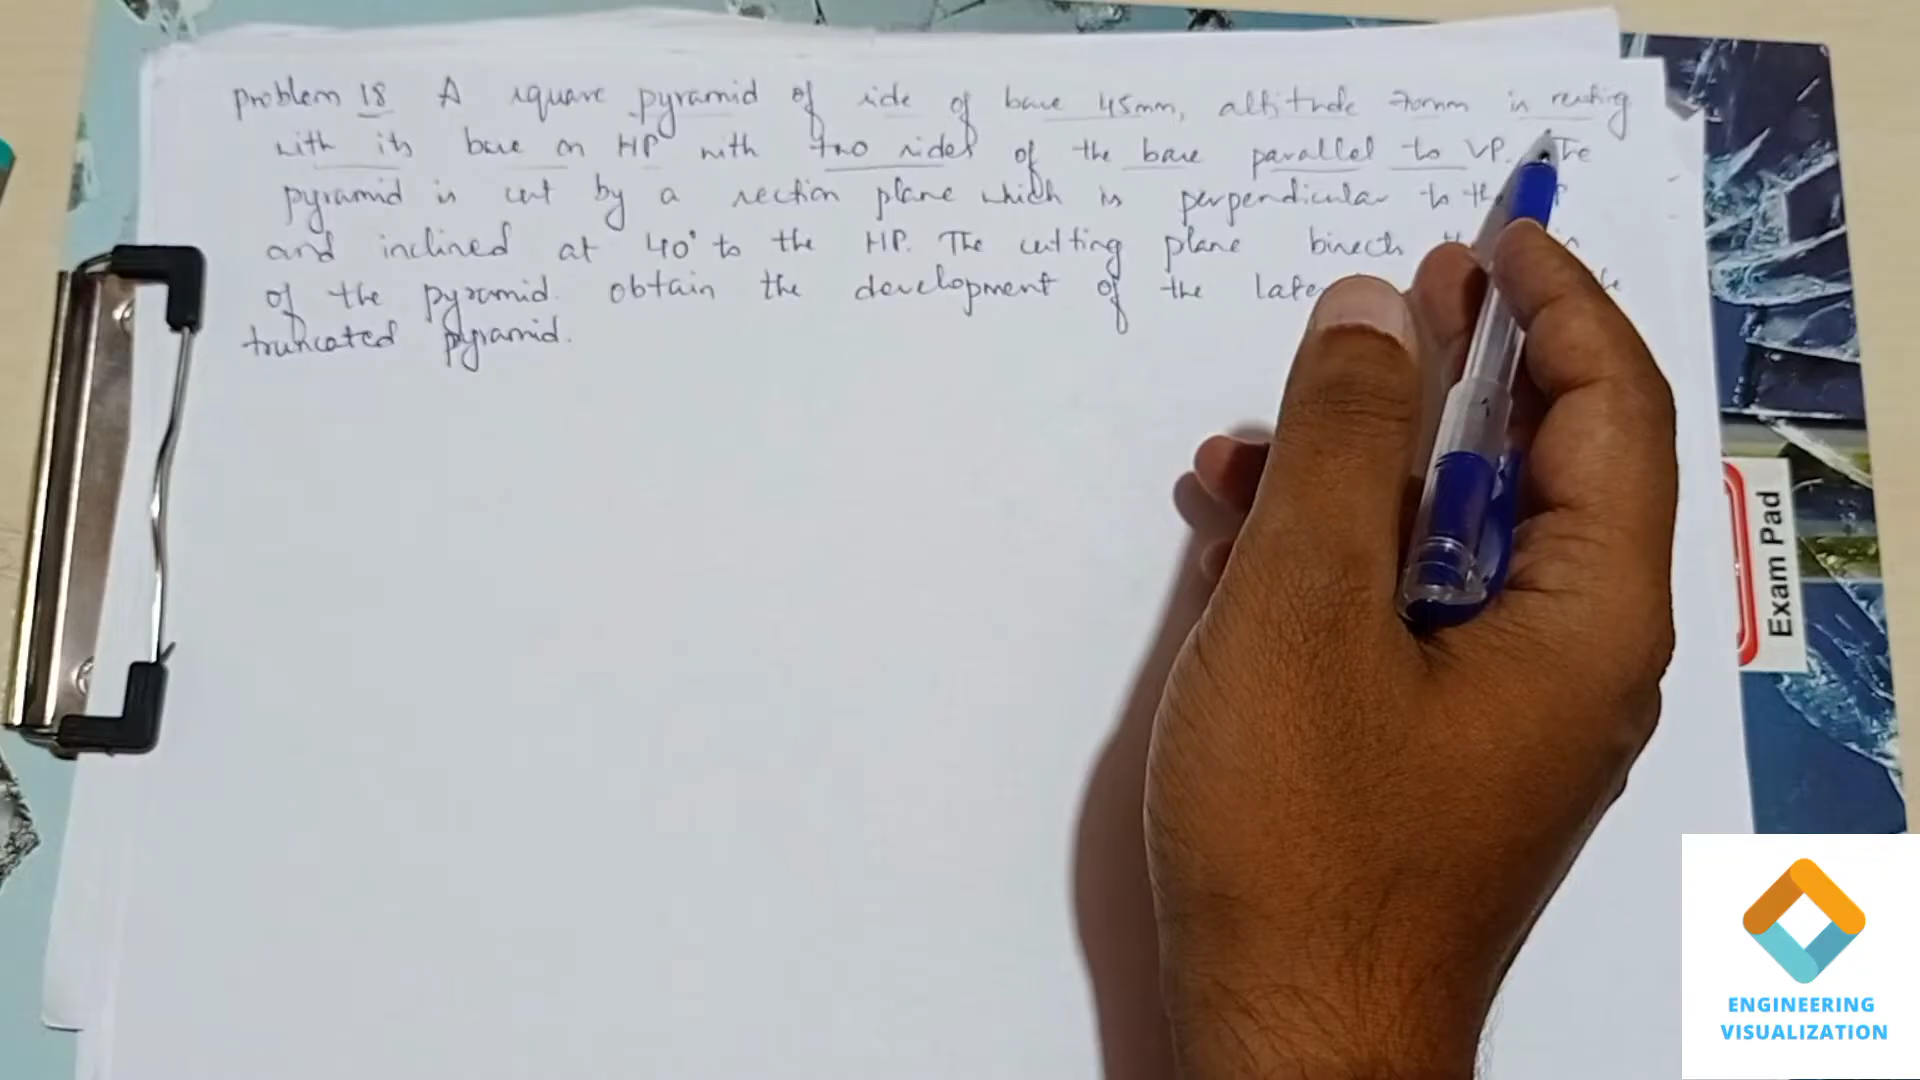 problem 18 A square pyramid of side of base 45mm, altitude 70mm is resting
with its base on HP with two sides of the base parallel to VP. The
pyramid is cut by a section plane which is perpendicular to the
and inclined at 40° to the HP. The cutting plane bisects
of the pyramid. obtain the development of the
truncated pyramid.
Exam Pad
ENGINEERING
VISUALIZATION